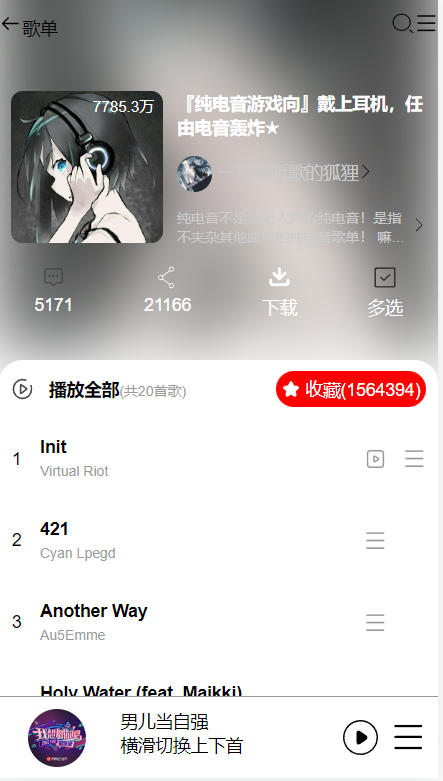 歌单
7785.3万
『纯电音游戏向』戴上耳机，任
由电音轰炸★
歌的狐狸
纯电音不是
纯电音！是指
不夹杂其他曲
音歌单！ 嘛...
5171
21166
下载
多选
播放全部(共20首歌)
收藏(1564394)
1
Init
Virtual Riot
2
421
Cyan Lpegd
3
Another Way
Au5Emme
Holy Water (feat. Maikki)
男儿当自强
横滑切换上下首